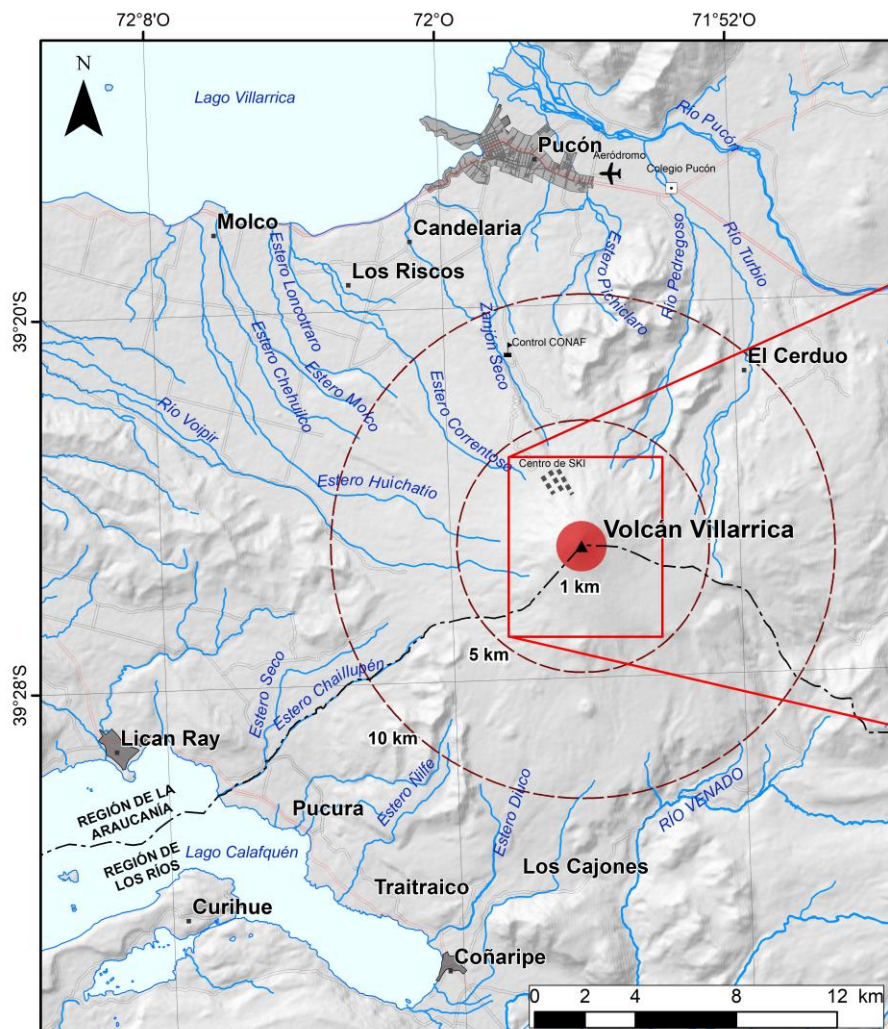 72°8'O
72°O
71°52'O
N
Lago Villarrica
Río Pucón
Pucón
Aeródromo
Colegio Pucón
Molco
Candelaria
Río Turbio
Los Riscos
Estero Loncotraro
Estero Pichiclaro
Río Pedregoso
39°20'S
Zanjón Seco
Control CONAF
El Cerduo
Estero Chehuilco
Estero Molco
Estero Correntoso
Río Voipir
Estero Huichatío
Centro de SKI
Volcán Villarrica
1 km
5 km
39°28'S
Estero Seco
Estero Chaillupén
10 km
Lican Ray
Estero Ñilfe
Estero Diuco
RÍO VENADO
Pucura
REGIÓN DE LA
ARAUCANÍA
REGIÓN DE
LOS RÍOS
Lago Calafquén
Los Cajones
Traitraico
Curihue
Coñaripe
0 2 4 8 12 km